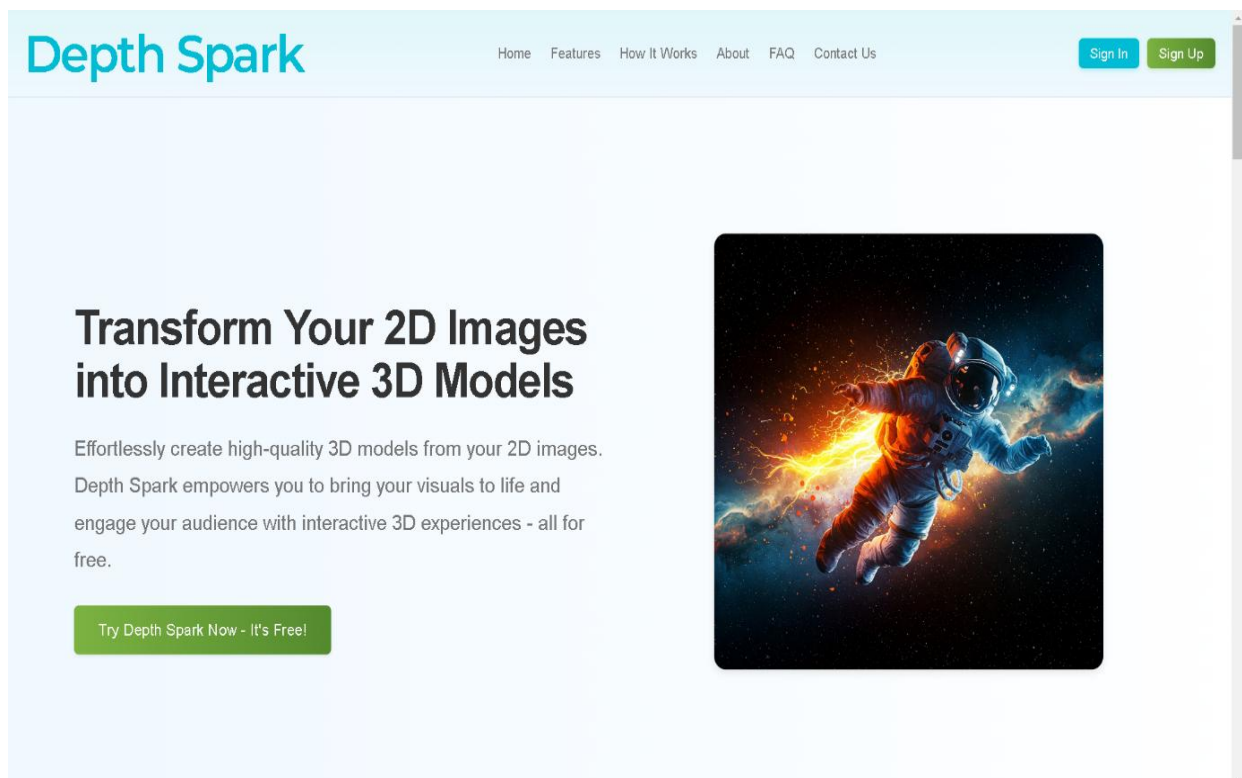 Depth Spark
Home Features How It Works About FAQ Contact Us
Sign In Sign Up
Transform Your 2D Images
into Interactive 3D Models
Effortlessly create high-quality 3D models from your 2D images.
Depth Spark empowers you to bring your visuals to life and
engage your audience with interactive 3D experiences - all for
free.
Try Depth Spark Now - It's Free!